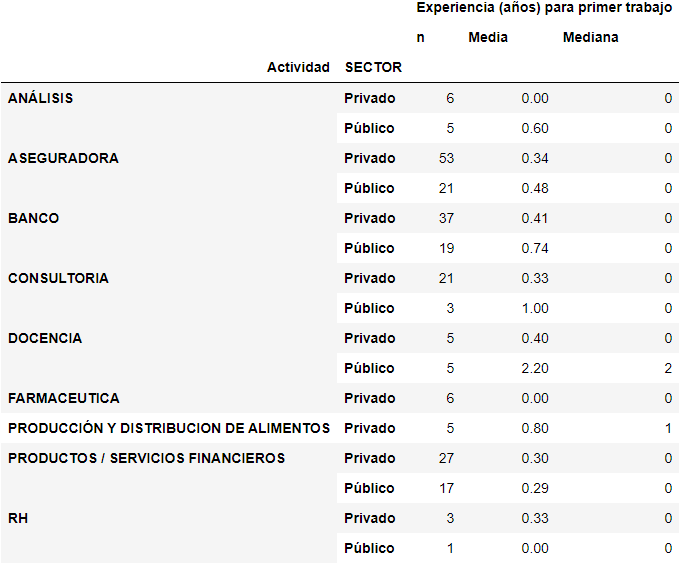 Experiencia (años) para primer trabajo
n Media Mediana
Actividad SECTOR
ANÁLISIS Privado 6 0.00 0
Público 5 0.60 0
ASEGURADORA Privado 53 0.34 0
Público 21 0.48 0
BANCO Privado 37 0.41 0
Público 19 0.74 0
CONSULTORIA Privado 21 0.33 0
Público 3 1.00 0
DOCENCIA Privado 5 0.40 0
Público 5 2.20 2
FARMACEUTICA Privado 6 0.00 0
PRODUCCIÓN Y DISTRIBUCION DE ALIMENTOS Privado 5 0.80 1
PRODUCTOS / SERVICIOS FINANCIEROS Privado 27 0.30 0
Público 17 0.29 0
RH Privado 3 0.33 0
Público 1 0.00 0